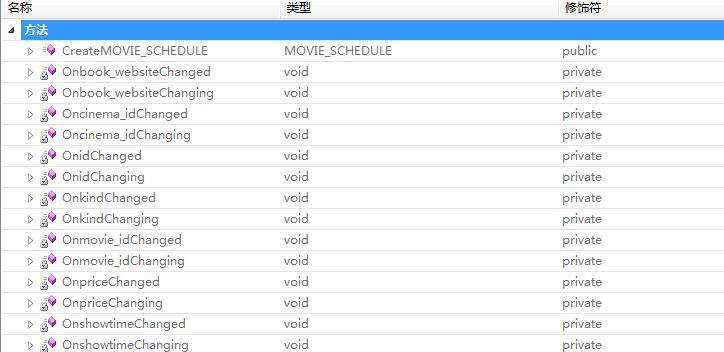 名称 类型 修饰符
方法
CreateMOVIE_SCHEDULE MOVIE_SCHEDULE public
Onbook_websiteChanged void private
Onbook_websiteChanging void private
Oncinema_idChanged void private
Oncinema_idChanging void private
OnidChanged void private
OnidChanging void private
OnkindChanged void private
OnkindChanging void private
Onmovie_idChanged void private
Onmovie_idChanging void private
OnpriceChanged void private
OnpriceChanging void private
OnshowtimeChanged void private
OnshowtimeChanging void private